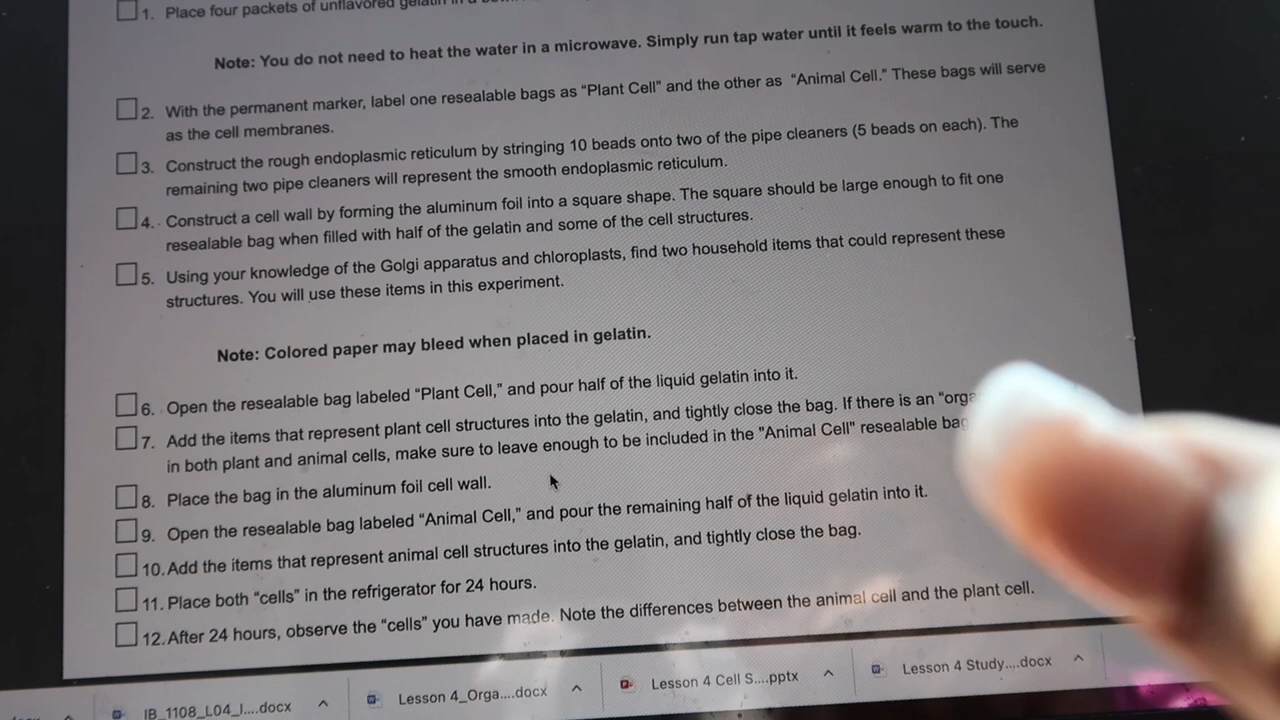 1. Place four packets of unflavored gelatin in a
Note: You do not need to heat the water in a microwave. Simply run tap water until it feels warm to the touch.
2. With the permanent marker, label one resealable bags as “Plant Cell” and the other as “Animal Cell.” These bags will serve
as the cell membranes.
3. Construct the rough endoplasmic reticulum by stringing 10 beads onto two of the pipe cleaners (5 beads on each). The
remaining two pipe cleaners will represent the smooth endoplasmic reticulum.
4. Construct a cell wall by forming the aluminum foil into a square shape. The square should be large enough to fit one
resealable bag when filled with half of the gelatin and some of the cell structures.
5. Using your knowledge of the Golgi apparatus and chloroplasts, find two household items that could represent these
structures. You will use these items in this experiment.
Note: Colored paper may bleed when placed in gelatin.
6. Open the resealable bag labeled “Plant Cell,” and pour half of the liquid gelatin into it.
7. Add the items that represent plant cell structures into the gelatin, and tightly close the bag. If there is an
in both plant and animal cells, make sure to leave enough to be included in the "Animal Cell" resealable
8. Place the bag in the aluminum foil cell wall.
9. Open the resealable bag labeled “Animal Cell,” and pour the remaining half of the liquid gelatin into it.
10. Add the items that represent animal cell structures into the gelatin, and tightly close the bag.
11. Place both “cells” in the refrigerator for 24 hours.
12. After 24 hours, observe the “cells” you have made. Note the differences between the animal cell and the plant cell.
IB_1108_L04_I....docx Lesson 4_Orga....docx Lesson 4 Cell S....pptx Lesson 4 Study....docx